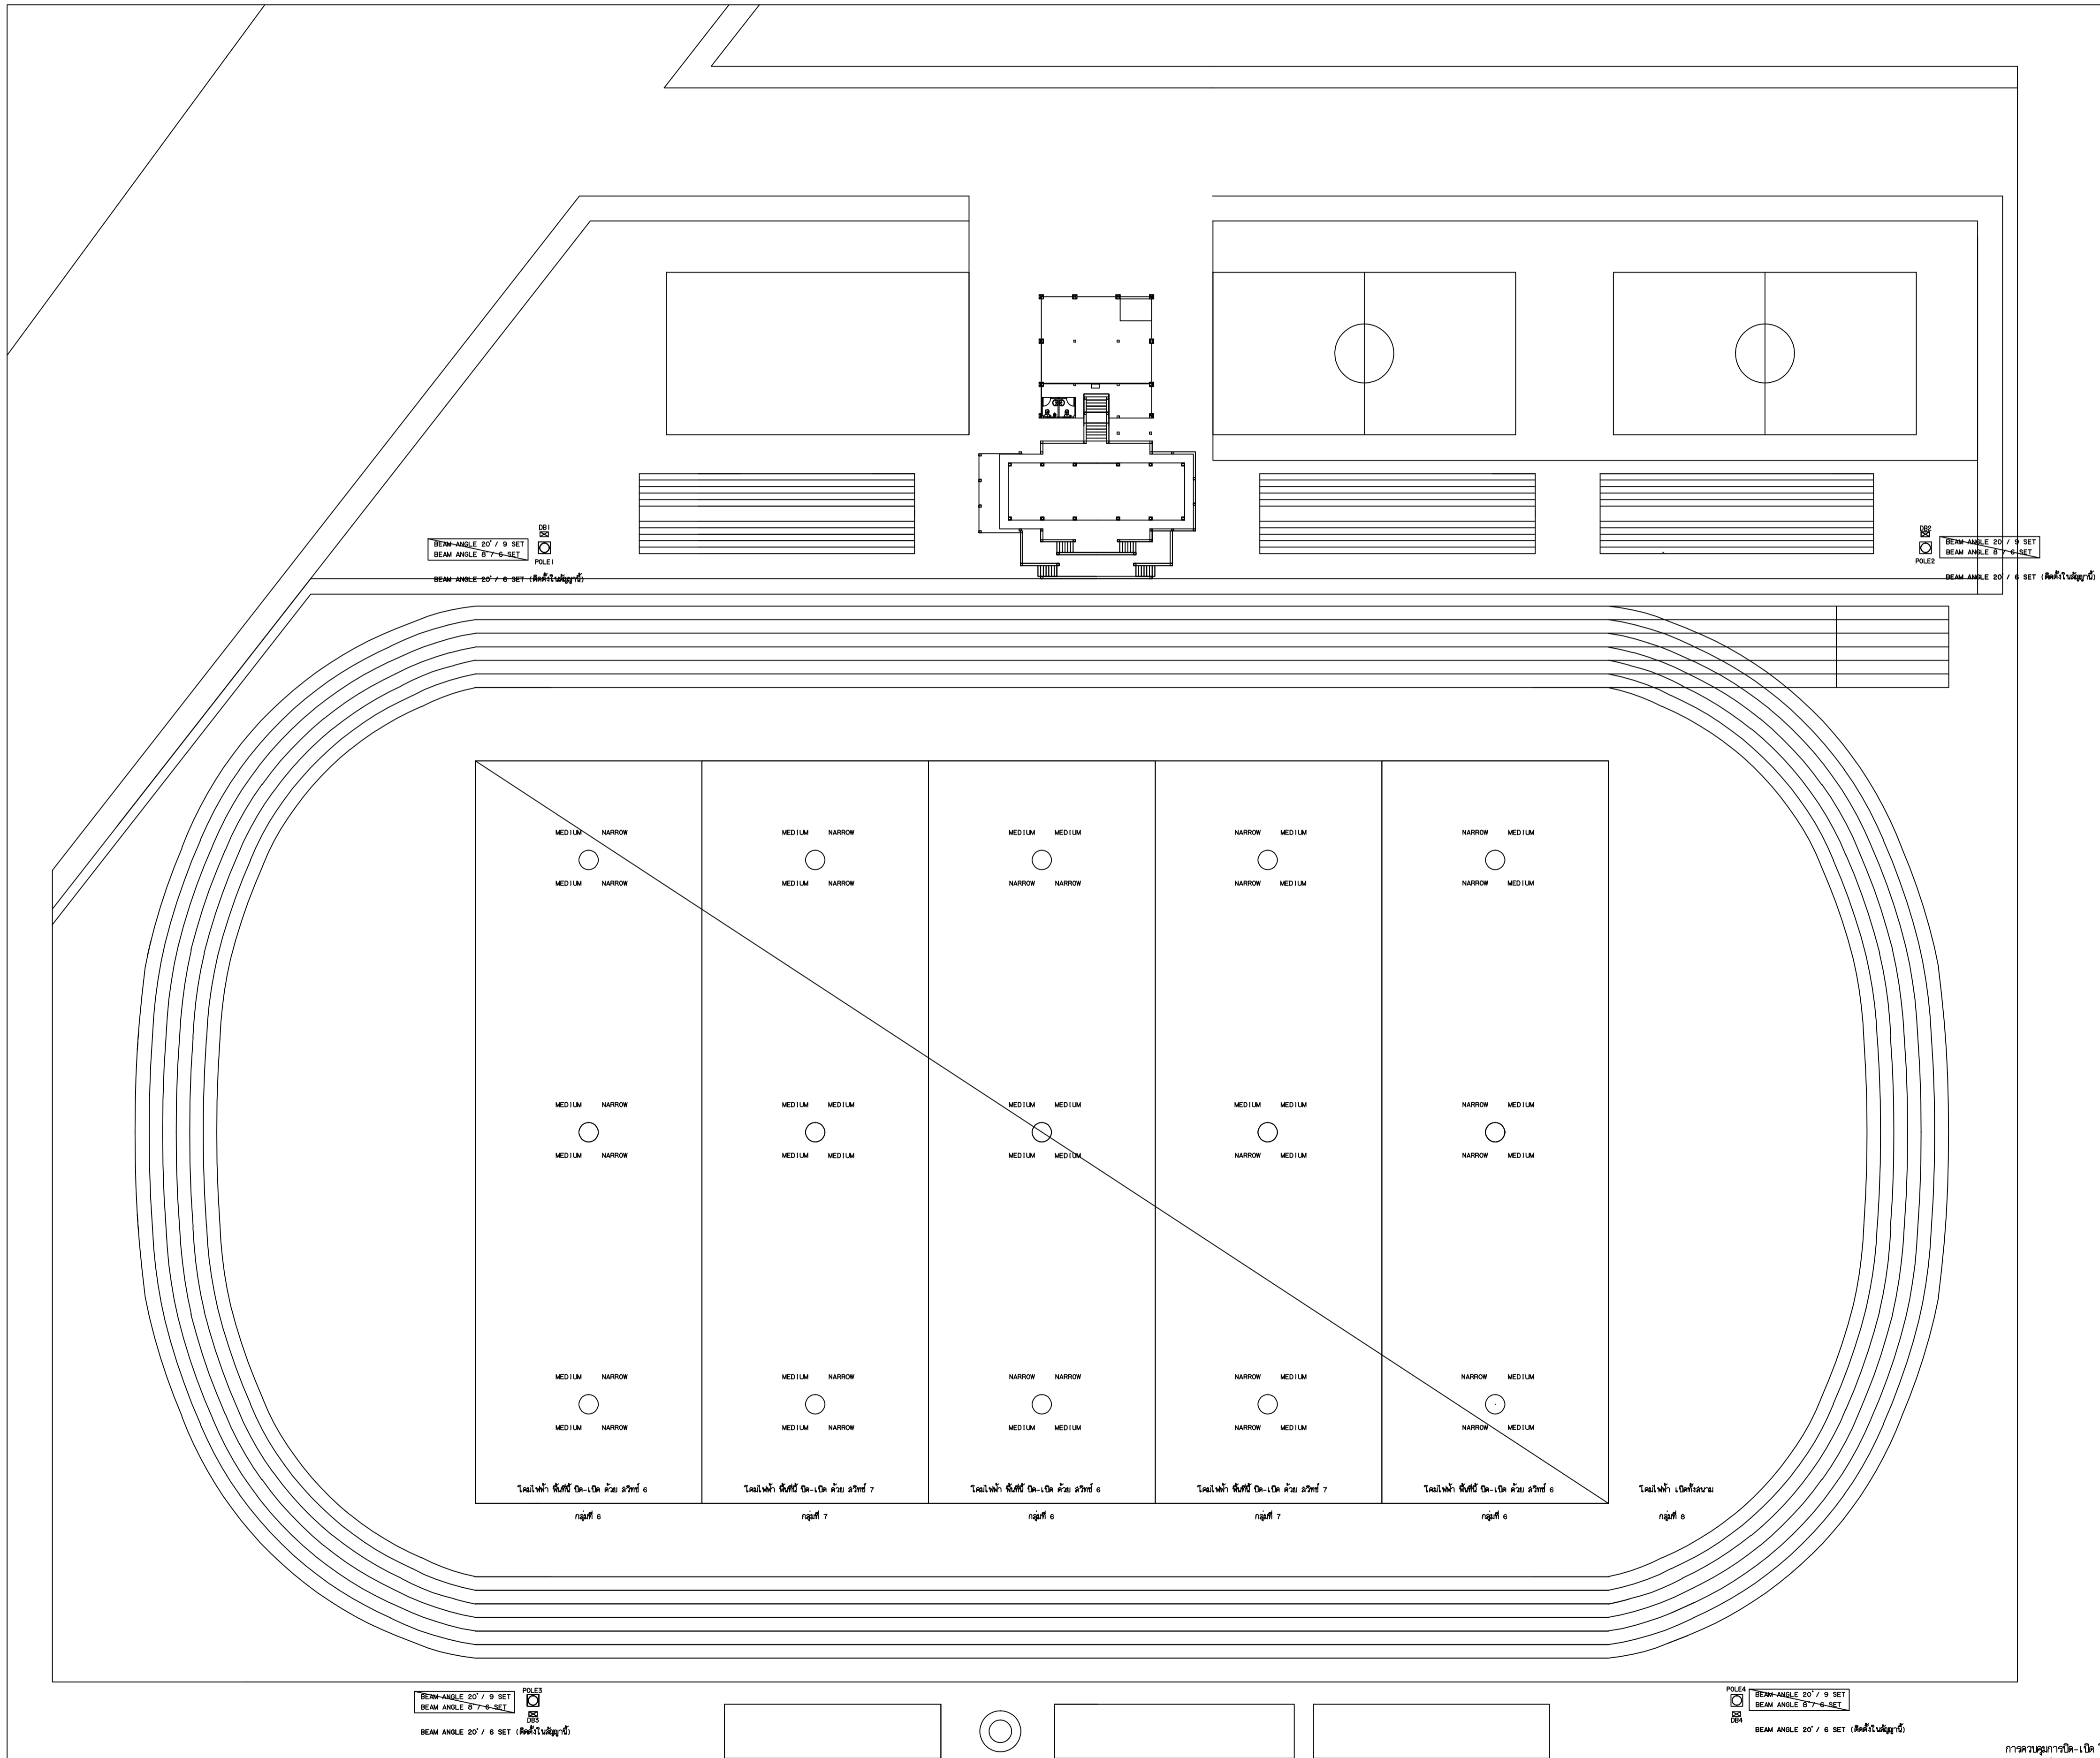 DB1
BEAM ANGLE 20° / 9 SET
BEAM ANGLE 8° / 6 SET
POLE1
BEAM ANGLE 20° / 6 SET (ติดตั้งในสัญญานี้)
DB2
BEAM ANGLE 20° / 9 SET
BEAM ANGLE 8° / 6 SET
POLE2
BEAM ANGLE 20° / 6 SET (ติดตั้งในสัญญานี้)
MEDIUM NARROW MEDIUM NARROW MEDIUM MEDIUM NARROW MEDIUM NARROW MEDIUM
MEDIUM NARROW MEDIUM NARROW NARROW NARROW NARROW MEDIUM NARROW MEDIUM
MEDIUM NARROW MEDIUM MEDIUM MEDIUM MEDIUM MEDIUM MEDIUM NARROW MEDIUM
MEDIUM NARROW MEDIUM MEDIUM MEDIUM MEDIUM NARROW MEDIUM NARROW MEDIUM
MEDIUM NARROW MEDIUM NARROW NARROW NARROW NARROW MEDIUM NARROW MEDIUM
MEDIUM NARROW MEDIUM NARROW MEDIUM MEDIUM NARROW MEDIUM NARROW MEDIUM
โคมไฟฟ้า พื้นที่นี้ ปิด-เปิด ด้วย สวิทซ์ 6
โคมไฟฟ้า พื้นที่นี้ ปิด-เปิด ด้วย สวิทซ์ 7
โคมไฟฟ้า พื้นที่นี้ ปิด-เปิด ด้วย สวิทซ์ 6
โคมไฟฟ้า พื้นที่นี้ ปิด-เปิด ด้วย สวิทซ์ 7
โคมไฟฟ้า พื้นที่นี้ ปิด-เปิด ด้วย สวิทซ์ 6
โคมไฟฟ้า เปิดทั้งสนาม
กลุ่มที่ 6
กลุ่มที่ 7
กลุ่มที่ 6
กลุ่มที่ 7
กลุ่มที่ 6
กลุ่มที่ 8
POLE3
BEAM ANGLE 20° / 9 SET
BEAM ANGLE 8° / 6 SET
DB3
BEAM ANGLE 20° / 6 SET (ติดตั้งในสัญญานี้)
POLE4
BEAM ANGLE 20° / 9 SET
BEAM ANGLE 8° / 6 SET
DB4
BEAM ANGLE 20° / 6 SET (ติดตั้งในสัญญานี้)
การควบคุมการปิด-เปิด